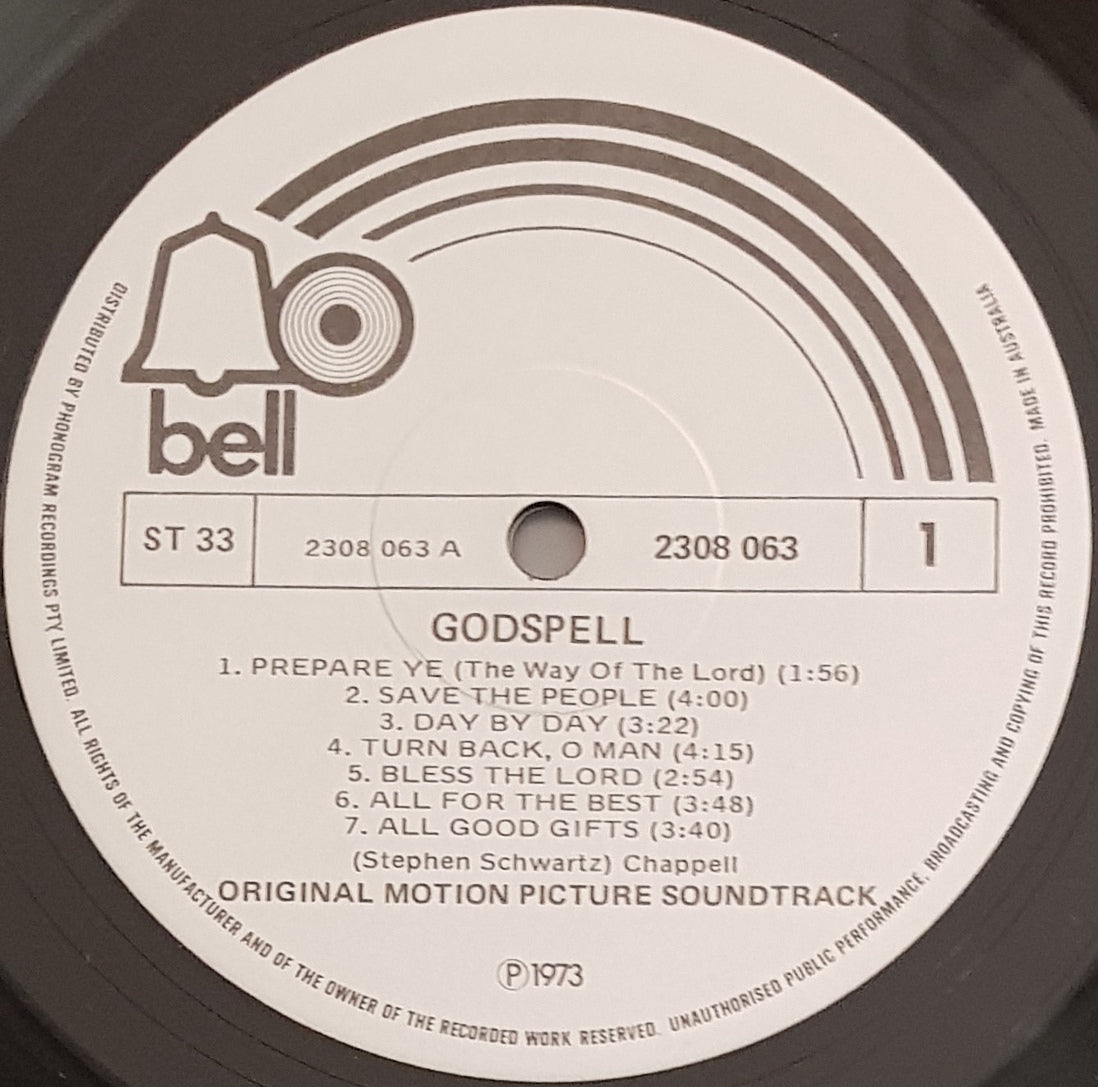 bell
ST 33
2308 063 A
2308 063
1
GODSPELL
1. PREPARE YE (The Way Of The Lord) (1:56)
2. SAVE THE PEOPLE (4:00)
3. DAY BY DAY (3:22)
4. TURN BACK, O MAN (4:15)
5. BLESS THE LORD (2:54)
6. ALL FOR THE BEST (3:48)
7. ALL GOOD GIFTS (3:40)
(Stephen Schwartz) Chappell
ORIGINAL MOTION PICTURE SOUNDTRACK
Ⓟ1973
DISTRIBUTED BY PHONOGRAM RECORDINGS PTY LIMITED. ALL RIGHTS OF THE MANUFACTURER AND OF THE OWNER OF THE RECORDED WORK RESERVED. UNAUTHORISED PUBLIC PERFORMANCE, BROADCASTING AND COPYING OF THIS RECORD PROHIBITED. MADE IN AUSTRALIA